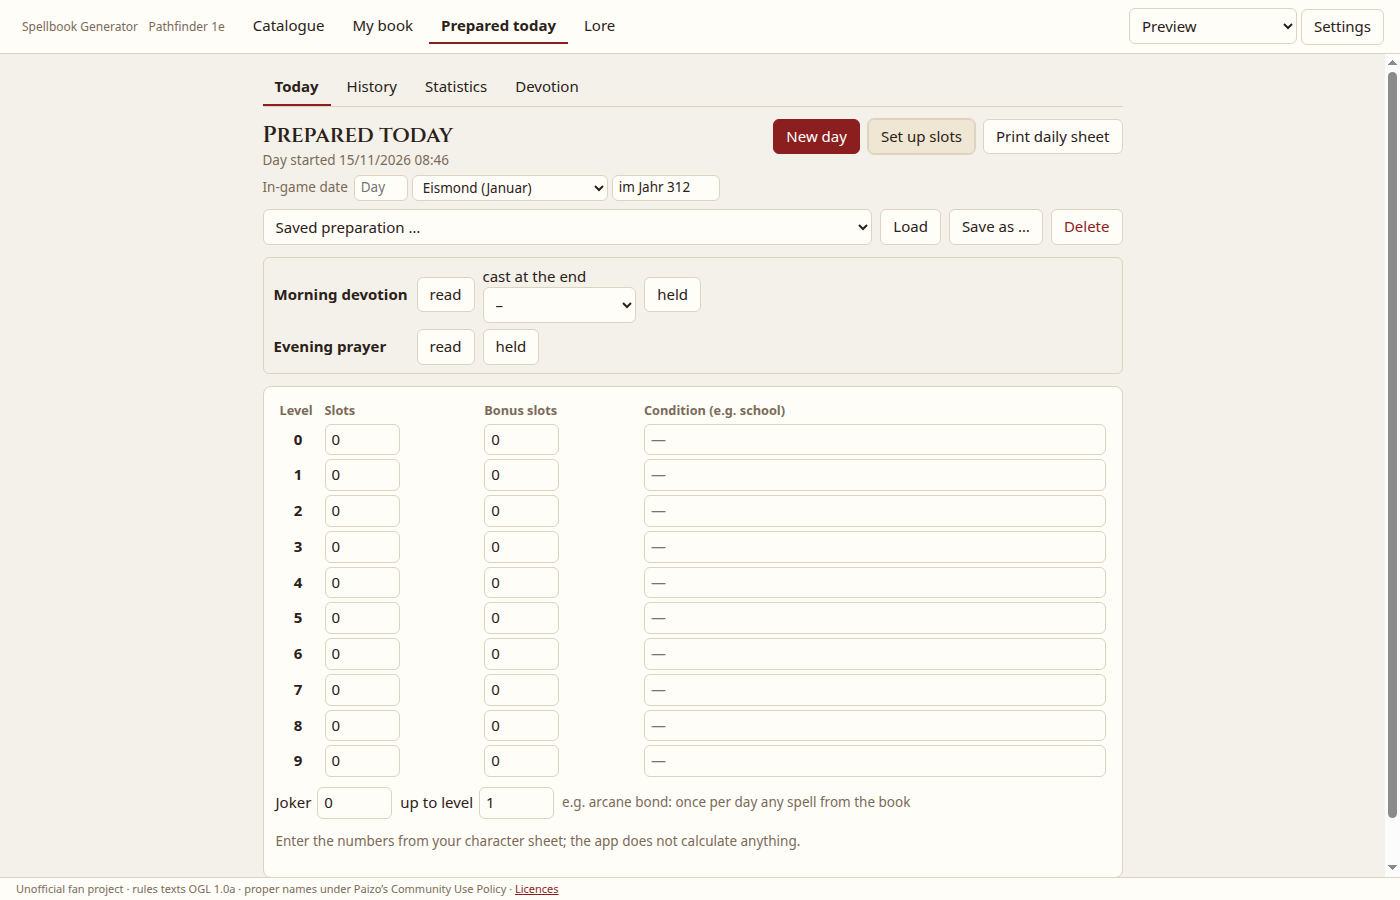 Spellbook Generator Pathfinder 1e Catalogue My book Prepared today Lore Preview Settings
Today History Statistics Devotion
Prepared today New day Set up slots Print daily sheet
Day started 15/11/2026 08:46
In-game date Day Eismond (Januar) im Jahr 312
Saved preparation ... Load Save as ... Delete
cast at the end
Morning devotion read – held
Evening prayer read held
Level Slots Bonus slots Condition (e.g. school)
0 0 0 —
1 0 0 —
2 0 0 —
3 0 0 —
4 0 0 —
5 0 0 —
6 0 0 —
7 0 0 —
8 0 0 —
9 0 0 —
Joker 0 up to level 1 e.g. arcane bond: once per day any spell from the book
Enter the numbers from your character sheet; the app does not calculate anything.
Unofficial fan project · rules texts OGL 1.0a · proper names under Paizo’s Community Use Policy · Licences